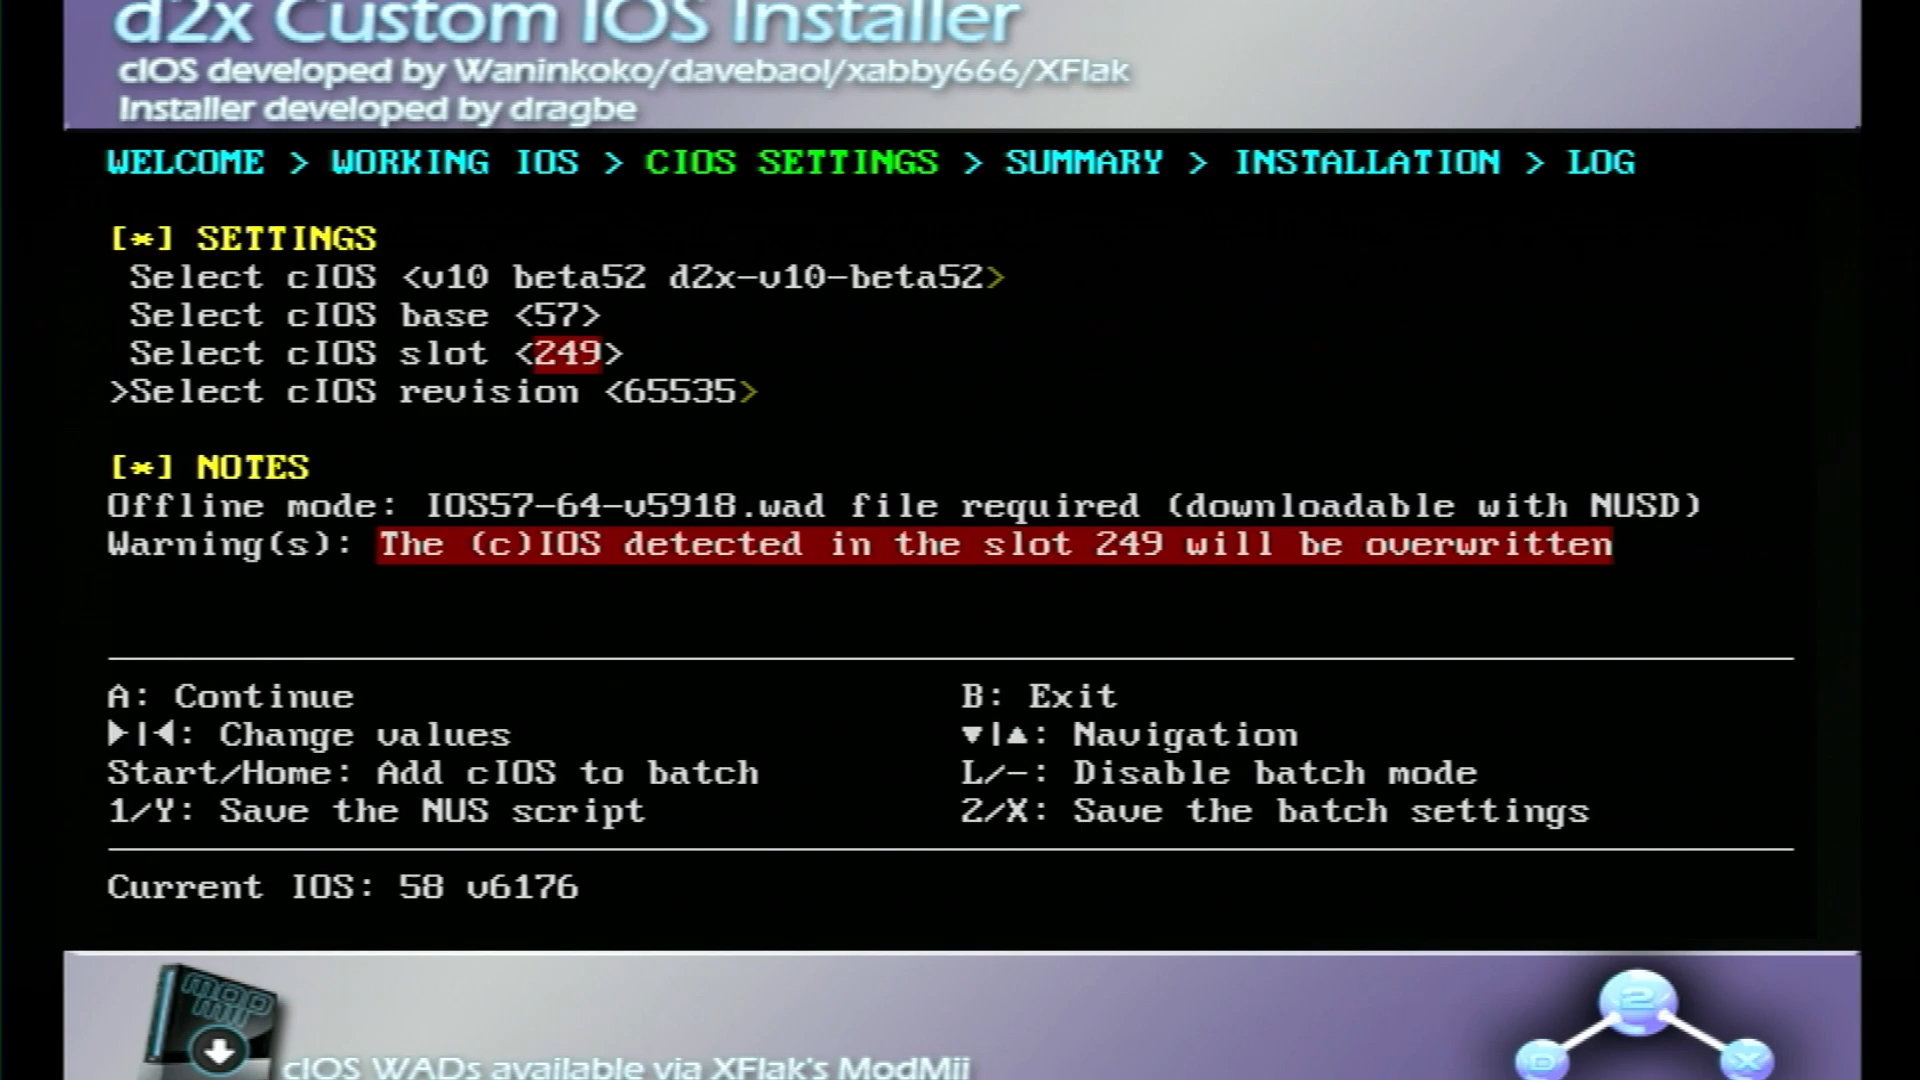 d2x Custom IOS Installer
cIOS developed by Waninkoko/davebaol/xabby666/XFlak
Installer developed by dragbe
WELCOME > WORKING IOS > CIOS SETTINGS > SUMMARY > INSTALLATION > LOG
[*] SETTINGS
Select cIOS <v10 beta52 d2x-v10-beta52>
Select cIOS base <57>
Select cIOS slot <249>
>Select cIOS revision <65535>
[*] NOTES
Offline mode: IOS57-64-v5918.wad file required (downloadable with NUSD)
Warning(s): The (c)IOS detected in the slot 249 will be overwritten
A: Continue B: Exit
►|◄: Change values ▼|▲: Navigation
Start/Home: Add cIOS to batch L/-: Disable batch mode
1/Y: Save the NUS script 2/X: Save the batch settings
Current IOS: 58 v6176
MOD
MII
cIOS WADs available via XFlak's ModMii
2
D X